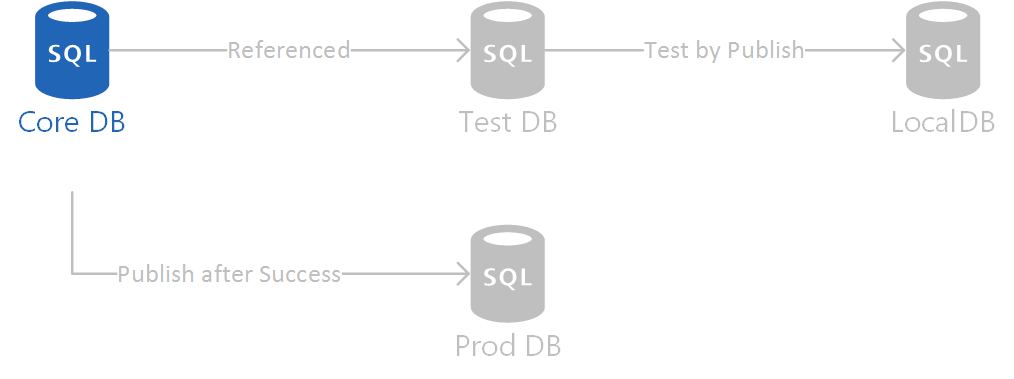 SQL
Referenced
SQL
Test by Publish
SQL
Core DB
Test DB
LocalDB
Publish after Success
SQL
Prod DB